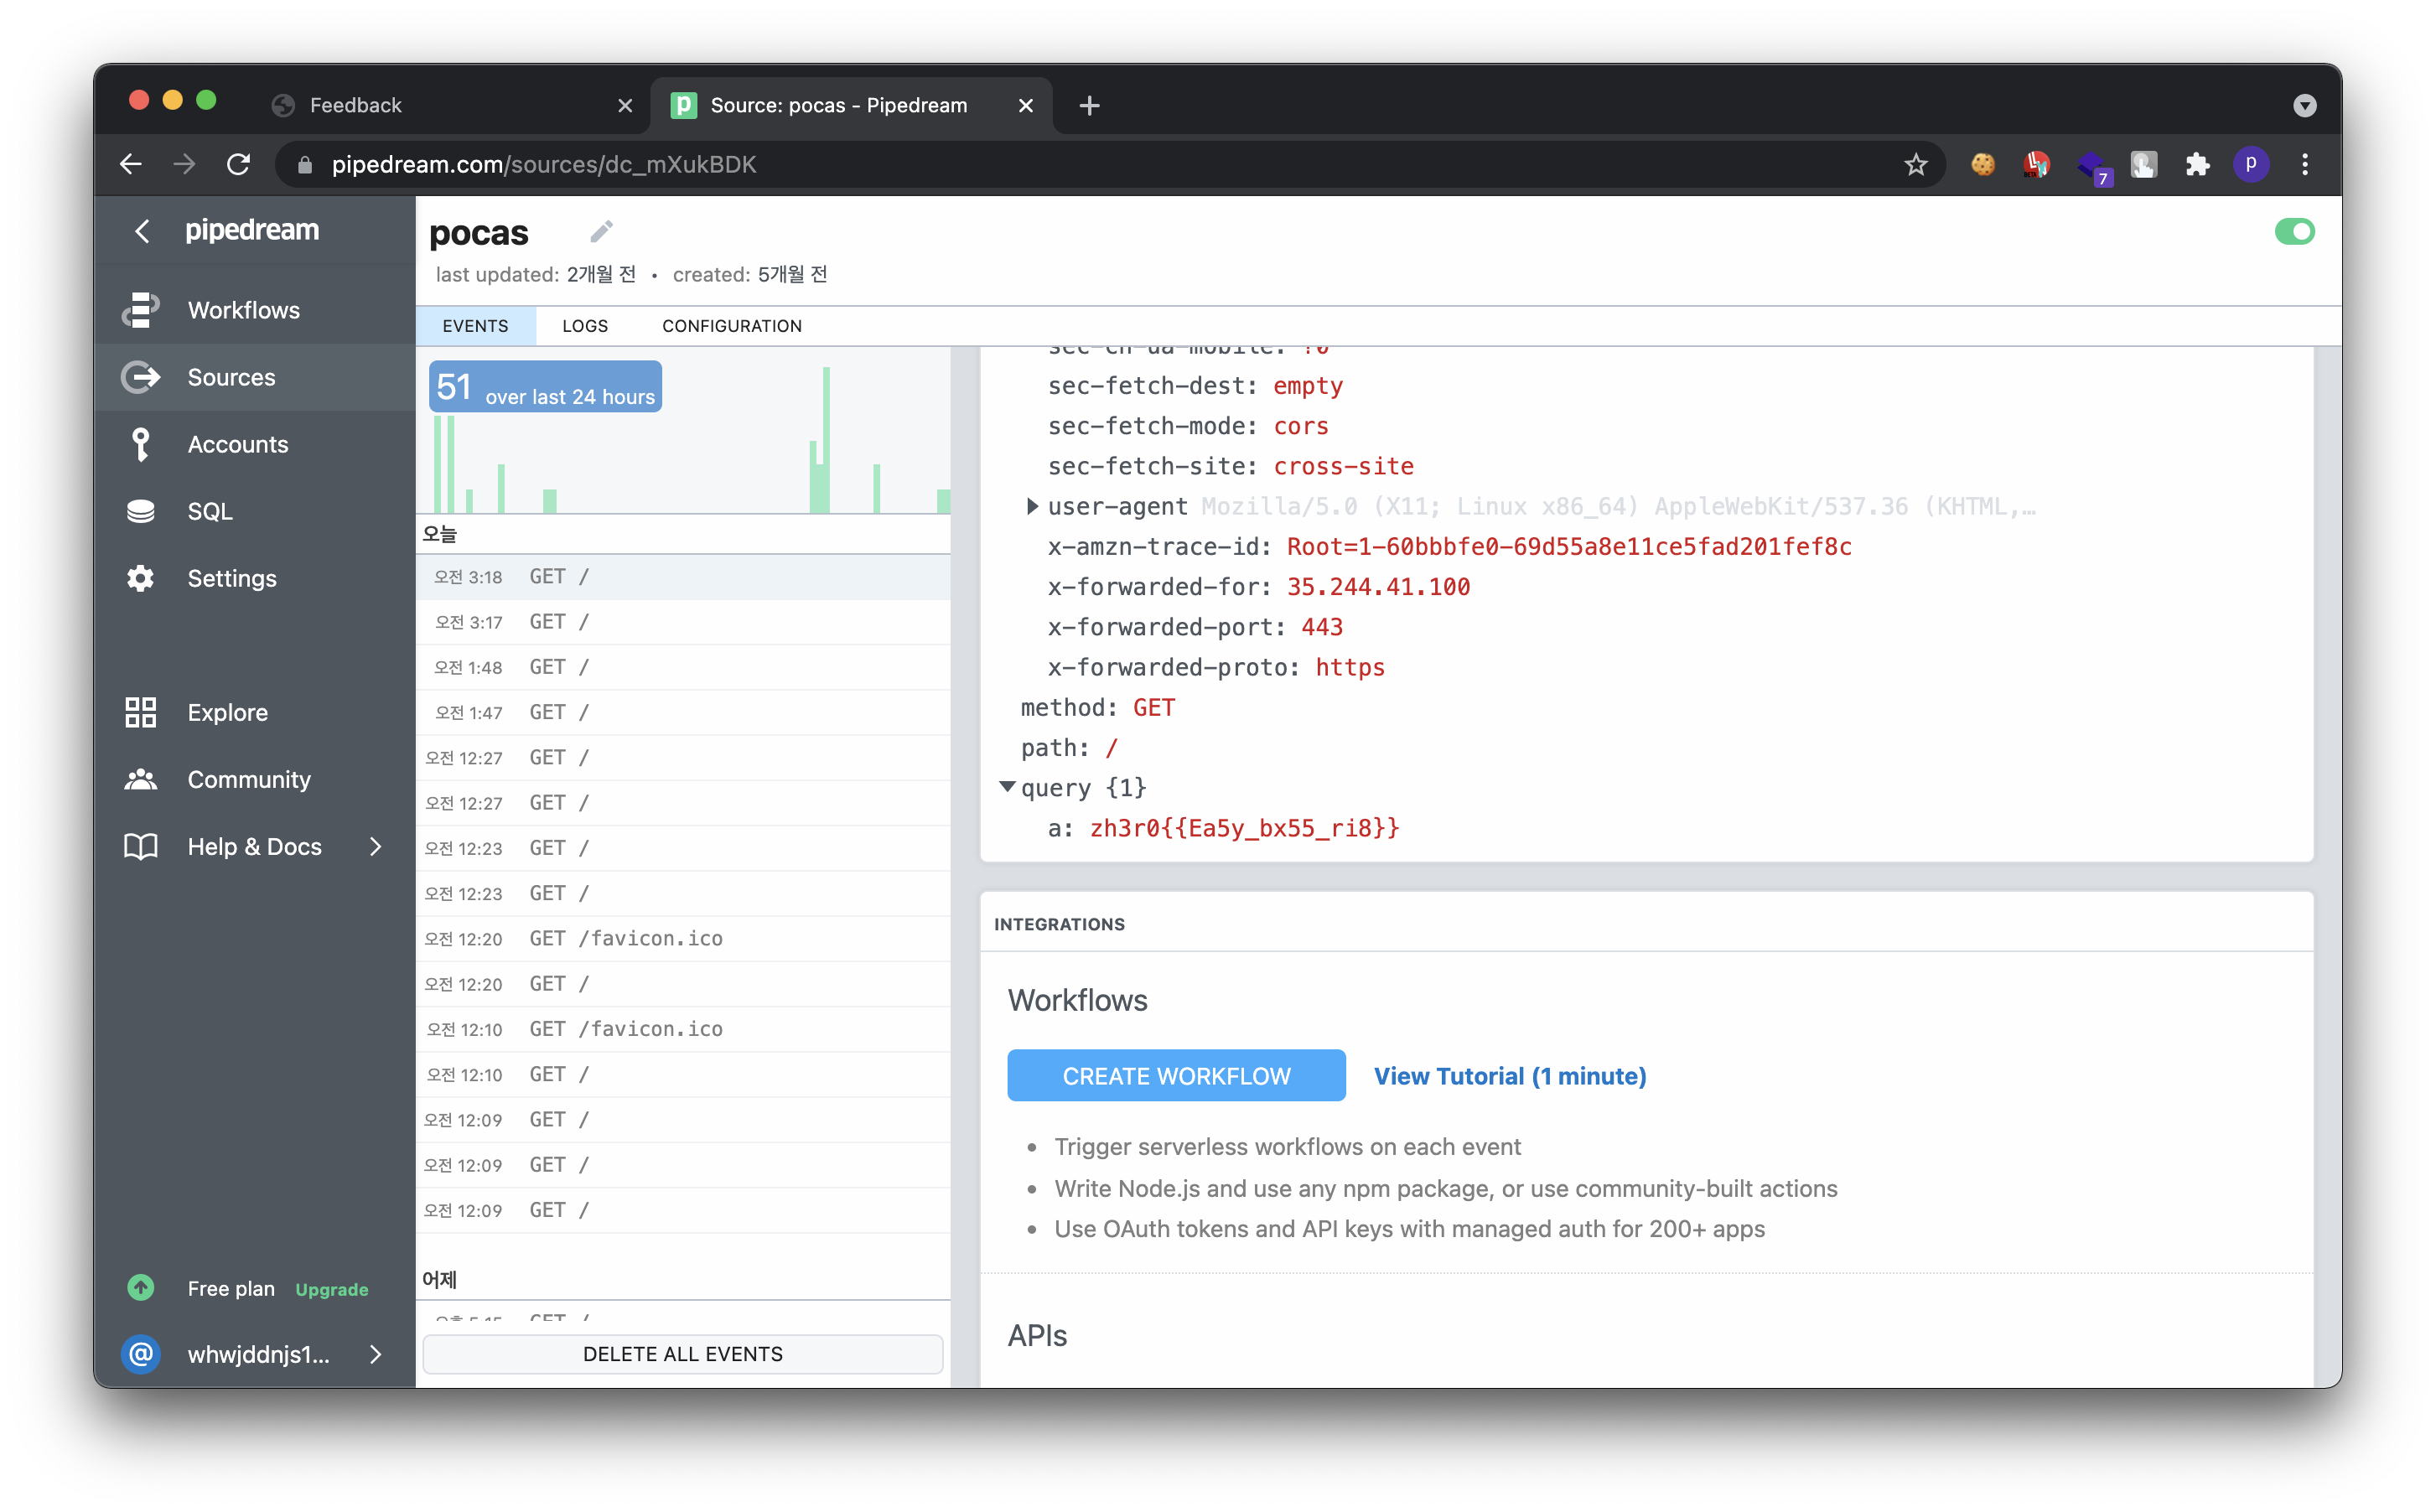 Feedback
Source: pocas - Pipedream
pipedream.com/sources/dc_mXukBDK
7
p
pipedream
Workflows
Sources
Accounts
SQL
Settings
Explore
Community
Help & Docs
Free plan Upgrade
@ whwjddnjs1...
pocas
last updated: 2개월 전 • created: 5개월 전
EVENTS LOGS CONFIGURATION
51 over last 24 hours
오늘
오전 3:18 GET /
오전 3:17 GET /
오전 1:48 GET /
오전 1:47 GET /
오전 12:27 GET /
오전 12:27 GET /
오전 12:23 GET /
오전 12:23 GET /
오전 12:20 GET /favicon.ico
오전 12:20 GET /
오전 12:10 GET /favicon.ico
오전 12:10 GET /
오전 12:09 GET /
오전 12:09 GET /
오전 12:09 GET /
어제
오후 5:15 GET /
DELETE ALL EVENTS
sec-ch-ua-mobile: ?0
sec-fetch-dest: empty
sec-fetch-mode: cors
sec-fetch-site: cross-site
user-agent Mozilla/5.0 (X11; Linux x86_64) AppleWebKit/537.36 (KHTML,…
x-amzn-trace-id: Root=1-60bbbfe0-69d55a8e11ce5fad201fef8c
x-forwarded-for: 35.244.41.100
x-forwarded-port: 443
x-forwarded-proto: https
method: GET
path: /
query {1}
a: zh3r0{{Ea5y_bx55_ri8}}
INTEGRATIONS
Workflows
CREATE WORKFLOW View Tutorial (1 minute)
• Trigger serverless workflows on each event
• Write Node.js and use any npm package, or use community-built actions
• Use OAuth tokens and API keys with managed auth for 200+ apps
APIs